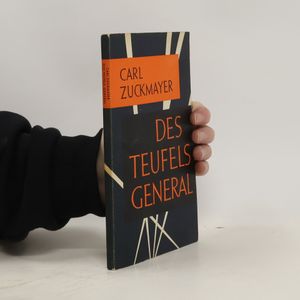 CARL
ZUCKMAYER
DES
TEUFELS
GENERAL